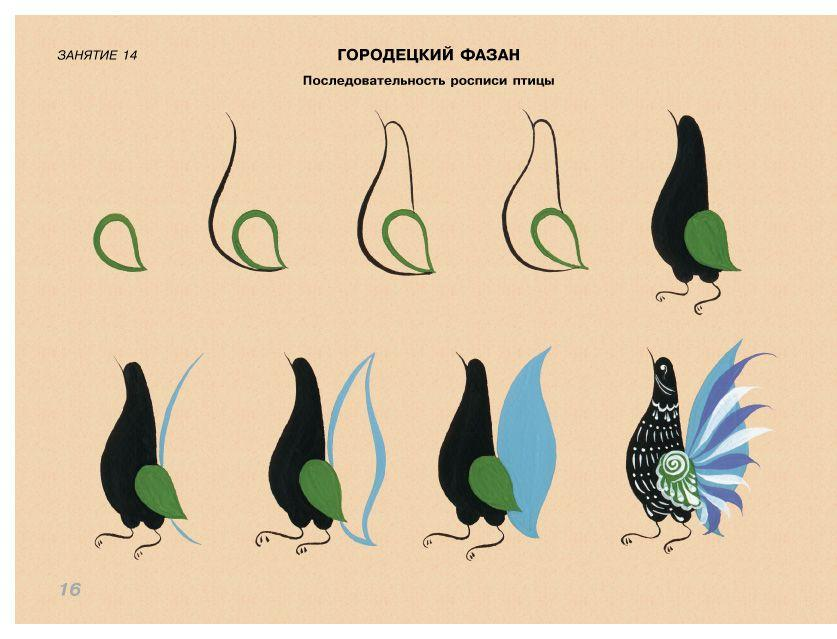 ЗАНЯТИЕ 14
ГОРОДЕЦКИЙ ФАЗАН
Последовательность росписи птицы
16